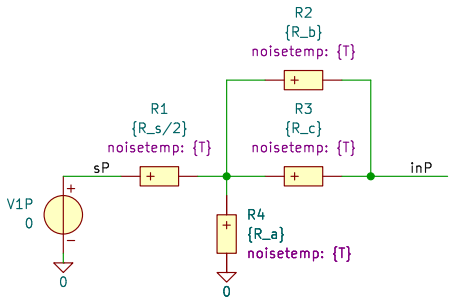 R2
{R_b}
noisetemp: {T}
R1
{R_s/2}
noisetemp: {T}
R3
{R_c}
noisetemp: {T}
sP
inP
+
+
+
V1P
0
+
−
R4
{R_a}
noisetemp: {T}
+
0
0